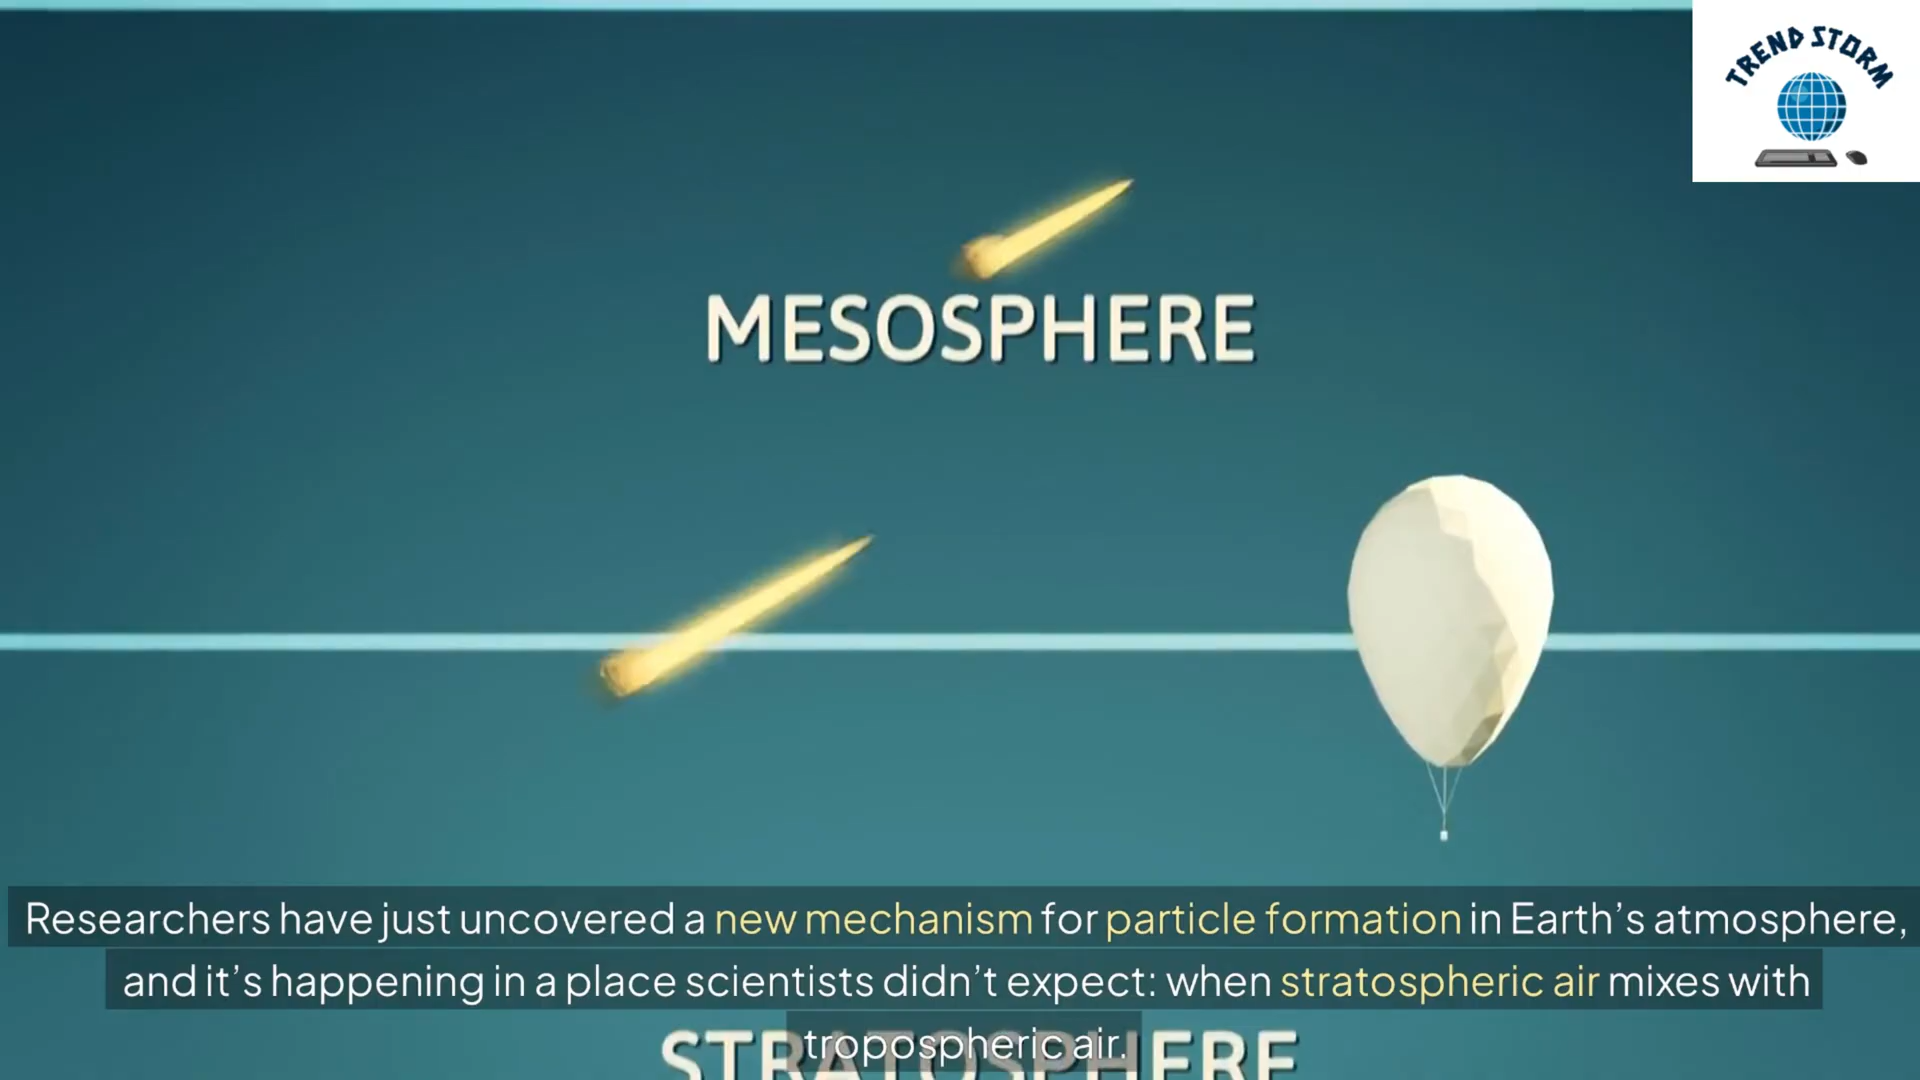 TREND STORM
MESOSPHERE
Researchers have just uncovered a new mechanism for particle formation in Earth's atmosphere,
and it's happening in a place scientists didn't expect: when stratospheric air mixes with
tropospheric air.
STRATOSPHERE